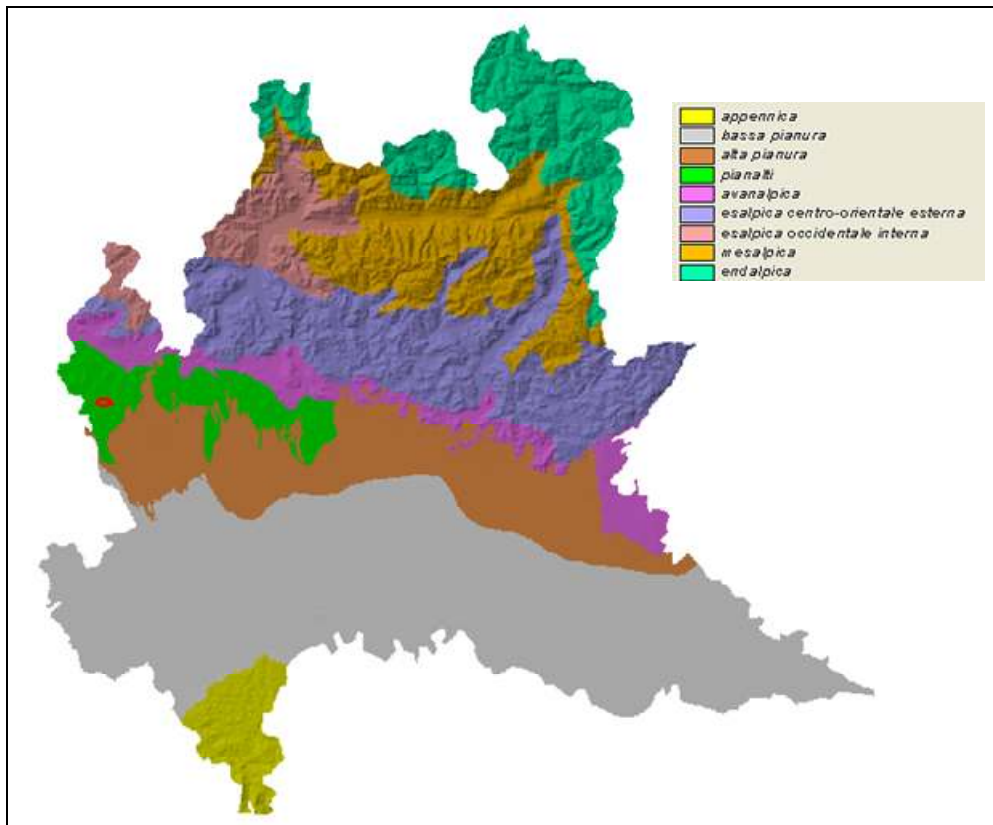 appennica
bassa pianura
alta pianura
pianalti
avanalpica
esalpica centro-orientale esterna
esalpica occidentale interna
mesalpica
endalpica